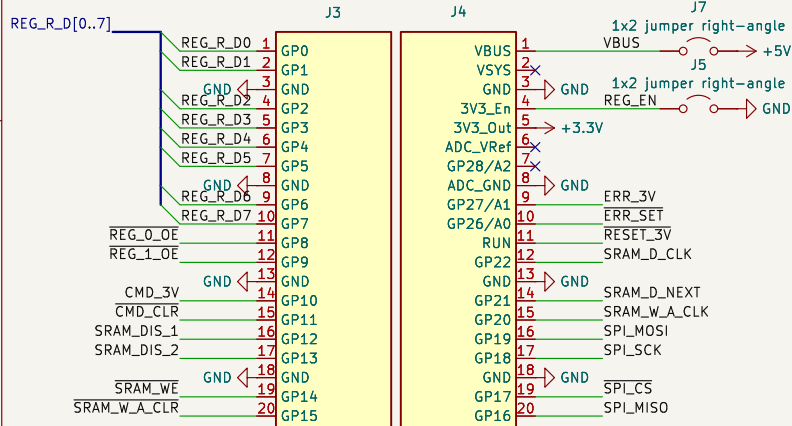 J3
J4
J7
REG_R_D[0..7]
1x2 jumper right-angle
REG_R_D0 1 GP0
VBUS 1 VBUS +5V
REG_R_D1 2 GP1
VSYS 2
J5
GND 3 GND
GND 3 GND
1x2 jumper right-angle
REG_R_D2 4 GP2
3V3_En 4 REG_EN GND
REG_R_D3 5 GP3
3V3_Out 5 +3.3V
REG_R_D4 6 GP4
ADC_VRef 6
REG_R_D5 7 GP5
GP28/A2 7
GND 8 GND
ADC_GND 8 GND
REG_R_D6 9 GP6
GP27/A1 9 ERR_3V
REG_R_D7 10 GP7
GP26/A0 10 ERR_SET
REG_0_OE 11 GP8
RUN 11 RESET_3V
REG_1_OE 12 GP9
GP22 12 SRAM_D_CLK
GND 13 GND
GND 13 GND
CMD_3V 14 GP10
GP21 14 SRAM_D_NEXT
CMD_CLR 15 GP11
GP20 15 SRAM_W_A_CLK
SRAM_DIS_1 16 GP12
GP19 16 SPI_MOSI
SRAM_DIS_2 17 GP13
GP18 17 SPI_SCK
GND 18 GND
GND 18 GND
SRAM_WE 19 GP14
GP17 19 SPI_CS
SRAM_W_A_CLR 20 GP15
GP16 20 SPI_MISO